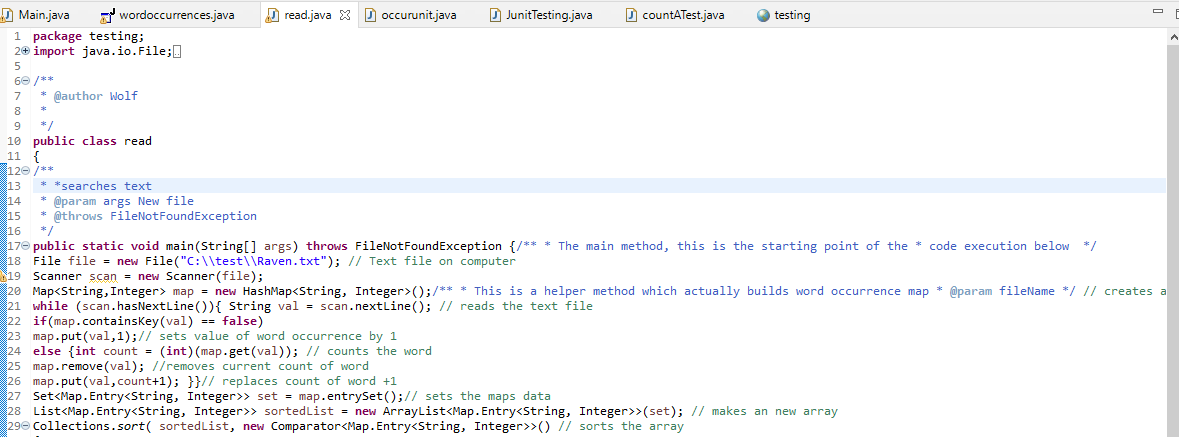 Main.java wordoccurrences.java read.java occurunit.java JunitTesting.java countATest.java testing
1 package testing;
2 import java.io.File;
5
6 /**
7 * @author Wolf
8 *
9 */
10 public class read
11 {
12 /**
13 * *searches text
14 * @param args New file
15 * @throws FileNotFoundException
16 */
17 public static void main(String[] args) throws FileNotFoundException {/** * The main method, this is the starting point of the * code execution below */
18 File file = new File("C:\\test\\Raven.txt"); // Text file on computer
19 Scanner scan = new Scanner(file);
20 Map<String,Integer> map = new HashMap<String, Integer>();/** * This is a helper method which actually builds word occurrence map * @param fileName */ // creates a
21 while (scan.hasNextLine()){ String val = scan.nextLine(); // reads the text file
22 if(map.containsKey(val) == false)
23 map.put(val,1);// sets value of word occurrence by 1
24 else {int count = (int)(map.get(val)); // counts the word
25 map.remove(val); //removes current count of word
26 map.put(val,count+1); }}// replaces count of word +1
27 Set<Map.Entry<String, Integer>> set = map.entrySet();// sets the maps data
28 List<Map.Entry<String, Integer>> sortedList = new ArrayList<Map.Entry<String, Integer>>(set); // makes an new array
29 Collections.sort( sortedList, new Comparator<Map.Entry<String, Integer>>() // sorts the array